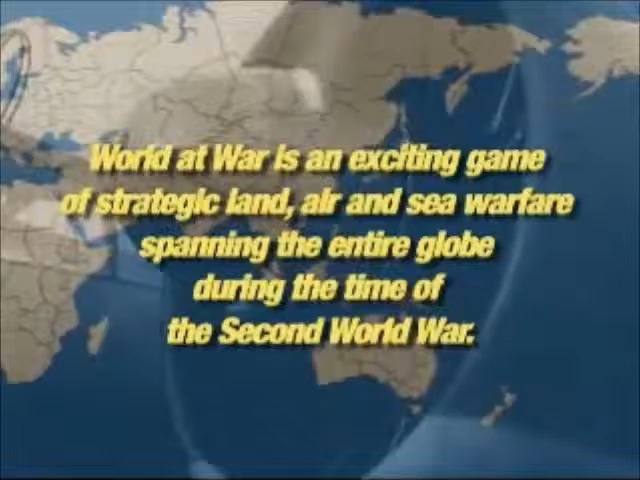 World at War is an exciting game
of strategic land, air and sea warfare
spanning the entire globe
during the time of
the Second World War.